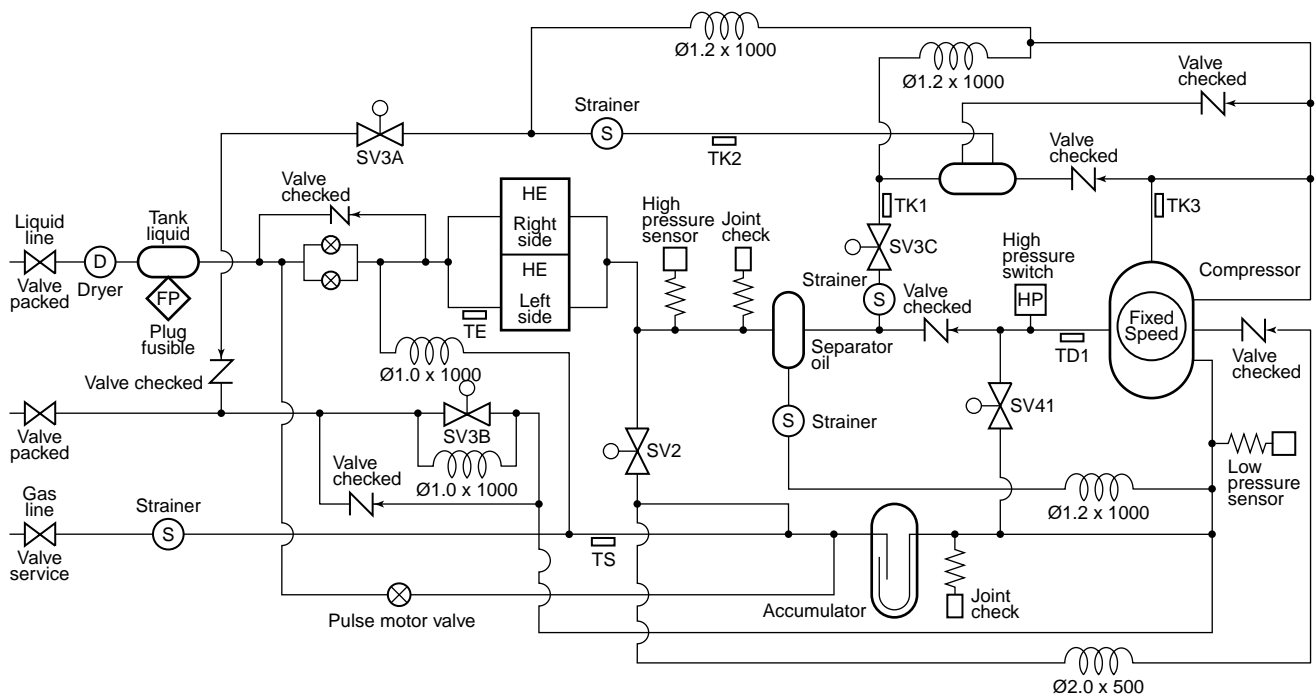 Ø1.2 x 1000
Ø1.2 x 1000
Valve
checked
Strainer
S
SV3A
TK2
Valve
checked
Valve
checked
HE
Right
side
HE
Left
side
TK1
TK3
High
pressure
sensor
Joint
check
SV3C
High
pressure
switch
HP
Compressor
Liquid
line
Valve
packed
D
Dryer
Tank
liquid
FP
Plug
fusible
TE
Strainer
S
Valve
checked
Fixed
Speed
Separator
oil
TD1
Valve
checked
Valve checked
Ø1.0 x 1000
Valve
packed
SV3B
Ø1.0 x 1000
Valve
checked
SV2
S
Strainer
SV41
Low
pressure
sensor
Ø1.2 x 1000
Gas
line
Valve
service
Strainer
S
TS
Accumulator
Joint
check
Pulse motor valve
Ø2.0 x 500